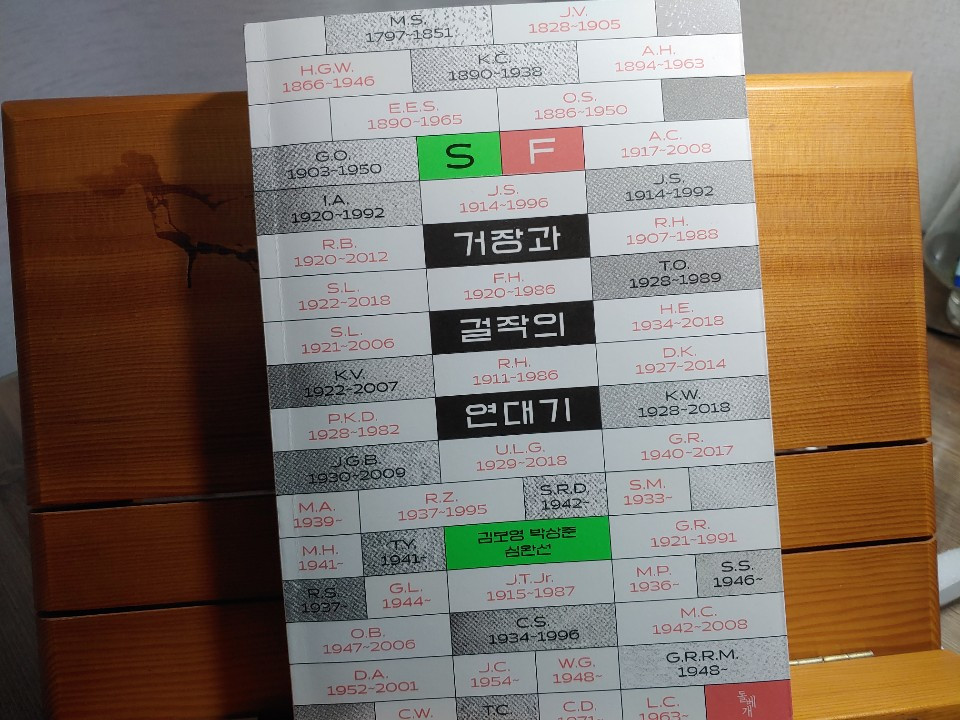 M.S.
1797~1851
J.V.
1828~1905
H.G.W.
1866~1946
K.Č.
1890~1938
A.H.
1894~1963
E.E.S.
1890~1965
O.S.
1886~1950
G.O.
1903~1950
S F
A.C.
1917~2008
I.A.
1920~1992
J.S.
1914~1996
J.S.
1914~1992
R.B.
1920~2012
거장과
R.H.
1907~1988
S.L.
1922~2018
F.H.
1920~1986
T.O.
1928~1989
S.L.
1921~2006
걸작의
H.E.
1934~2018
K.V.
1922~2007
R.H.
1911~1986
D.K.
1927~2014
P.K.D.
1928~1982
연대기
K.W.
1928~2018
J.G.B.
1930~2009
U.L.G.
1929~2018
G.R.
1940~2017
M.A.
1939~
R.Z.
1937~1995
S.R.D.
1942~
S.M.
1933~
M.H.
1941~
T.Y.
1941~
김보영 박상준
심완선
G.R.
1921~1991
R.S.
1937~
G.L.
1944~
J.T.Jr.
1915~1987
M.P.
1936~
S.S.
1946~
O.B.
1947~2006
C.S.
1934~1996
M.C.
1942~2008
D.A.
1952~2001
J.C.
1954~
W.G.
1948~
G.R.R.M.
1948~
C.W.
T.C.
C.D.
1971~
L.C.
1963~
돌베개